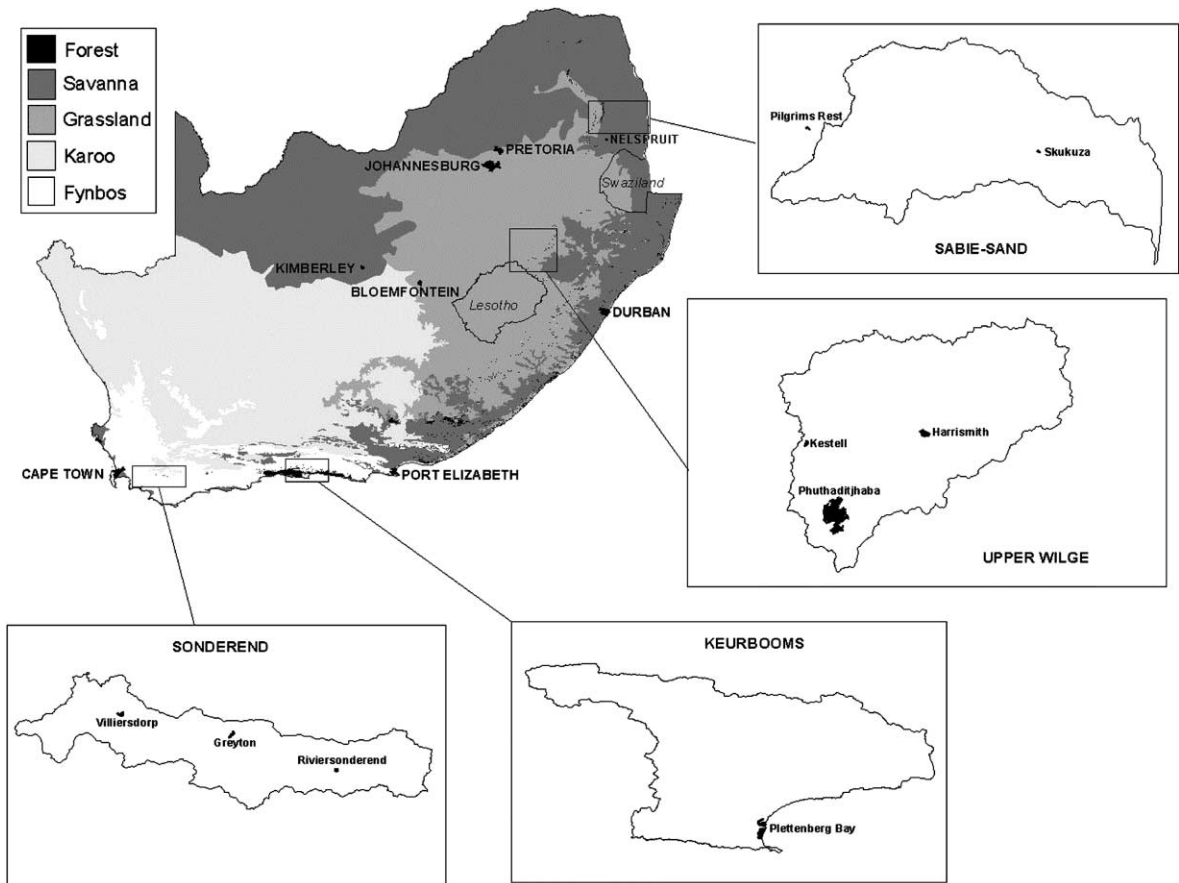 Forest
Savanna
Grassland
Karoo
Fynbos
PRETORIA
JOHANNESBURG
NELSPRUIT
Swaziland
KIMBERLEY
BLOEMFONTEIN
Lesotho
DURBAN
CAPE TOWN
PORT ELIZABETH
Pilgrims Rest
Skukuza
SABIE-SAND
Kestell
Harrismith
Phuthaditjhaba
UPPER WILGE
SONDEREND
Villiersdorp
Greyton
Riviersonderend
KEURBOOMS
Plettenberg Bay